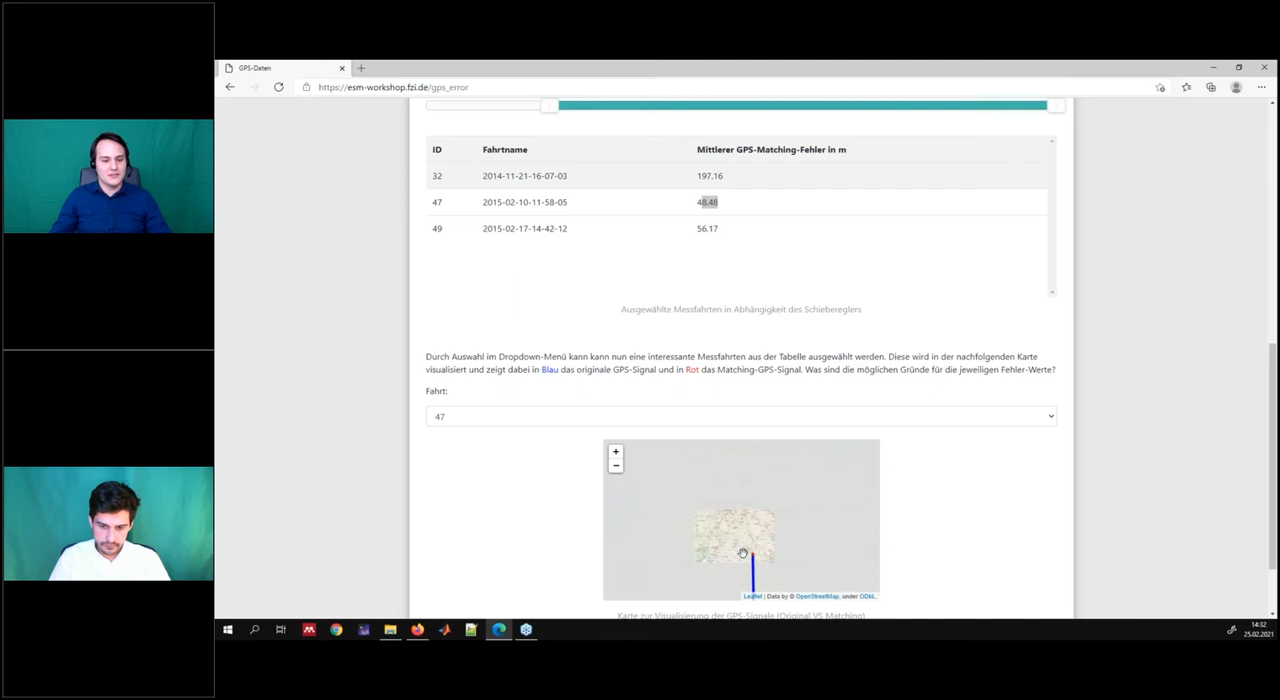 GPS-Daten
https://esm-workshop.fzi.de/gps_error
ID Fahrtname Mittlerer GPS-Matching-Fehler in m
32 2014-11-21-16-07-03 197.16
47 2015-02-10-11-58-05 48.48
49 2015-02-17-14-42-12 56.17
Ausgewählte Messfahrten in Abhängigkeit des Schiebereglers
Durch Auswahl im Dropdown-Menü kann kann nun eine interessante Messfahrten aus der Tabelle ausgewählt werden. Diese wird in der nachfolgenden Karte
visualisiert und zeigt dabei in Blau das originale GPS-Signal und in Rot das Matching-GPS-Signal. Was sind die möglichen Gründe für die jeweiligen Fehler-Werte?
Fahrt:
47
+
−
Leaflet | Data by © OpenStreetMap, under ODbL.
Karte zur Visualisierung der GPS-Signale (Original VS Matching)
14:32
25.02.2021